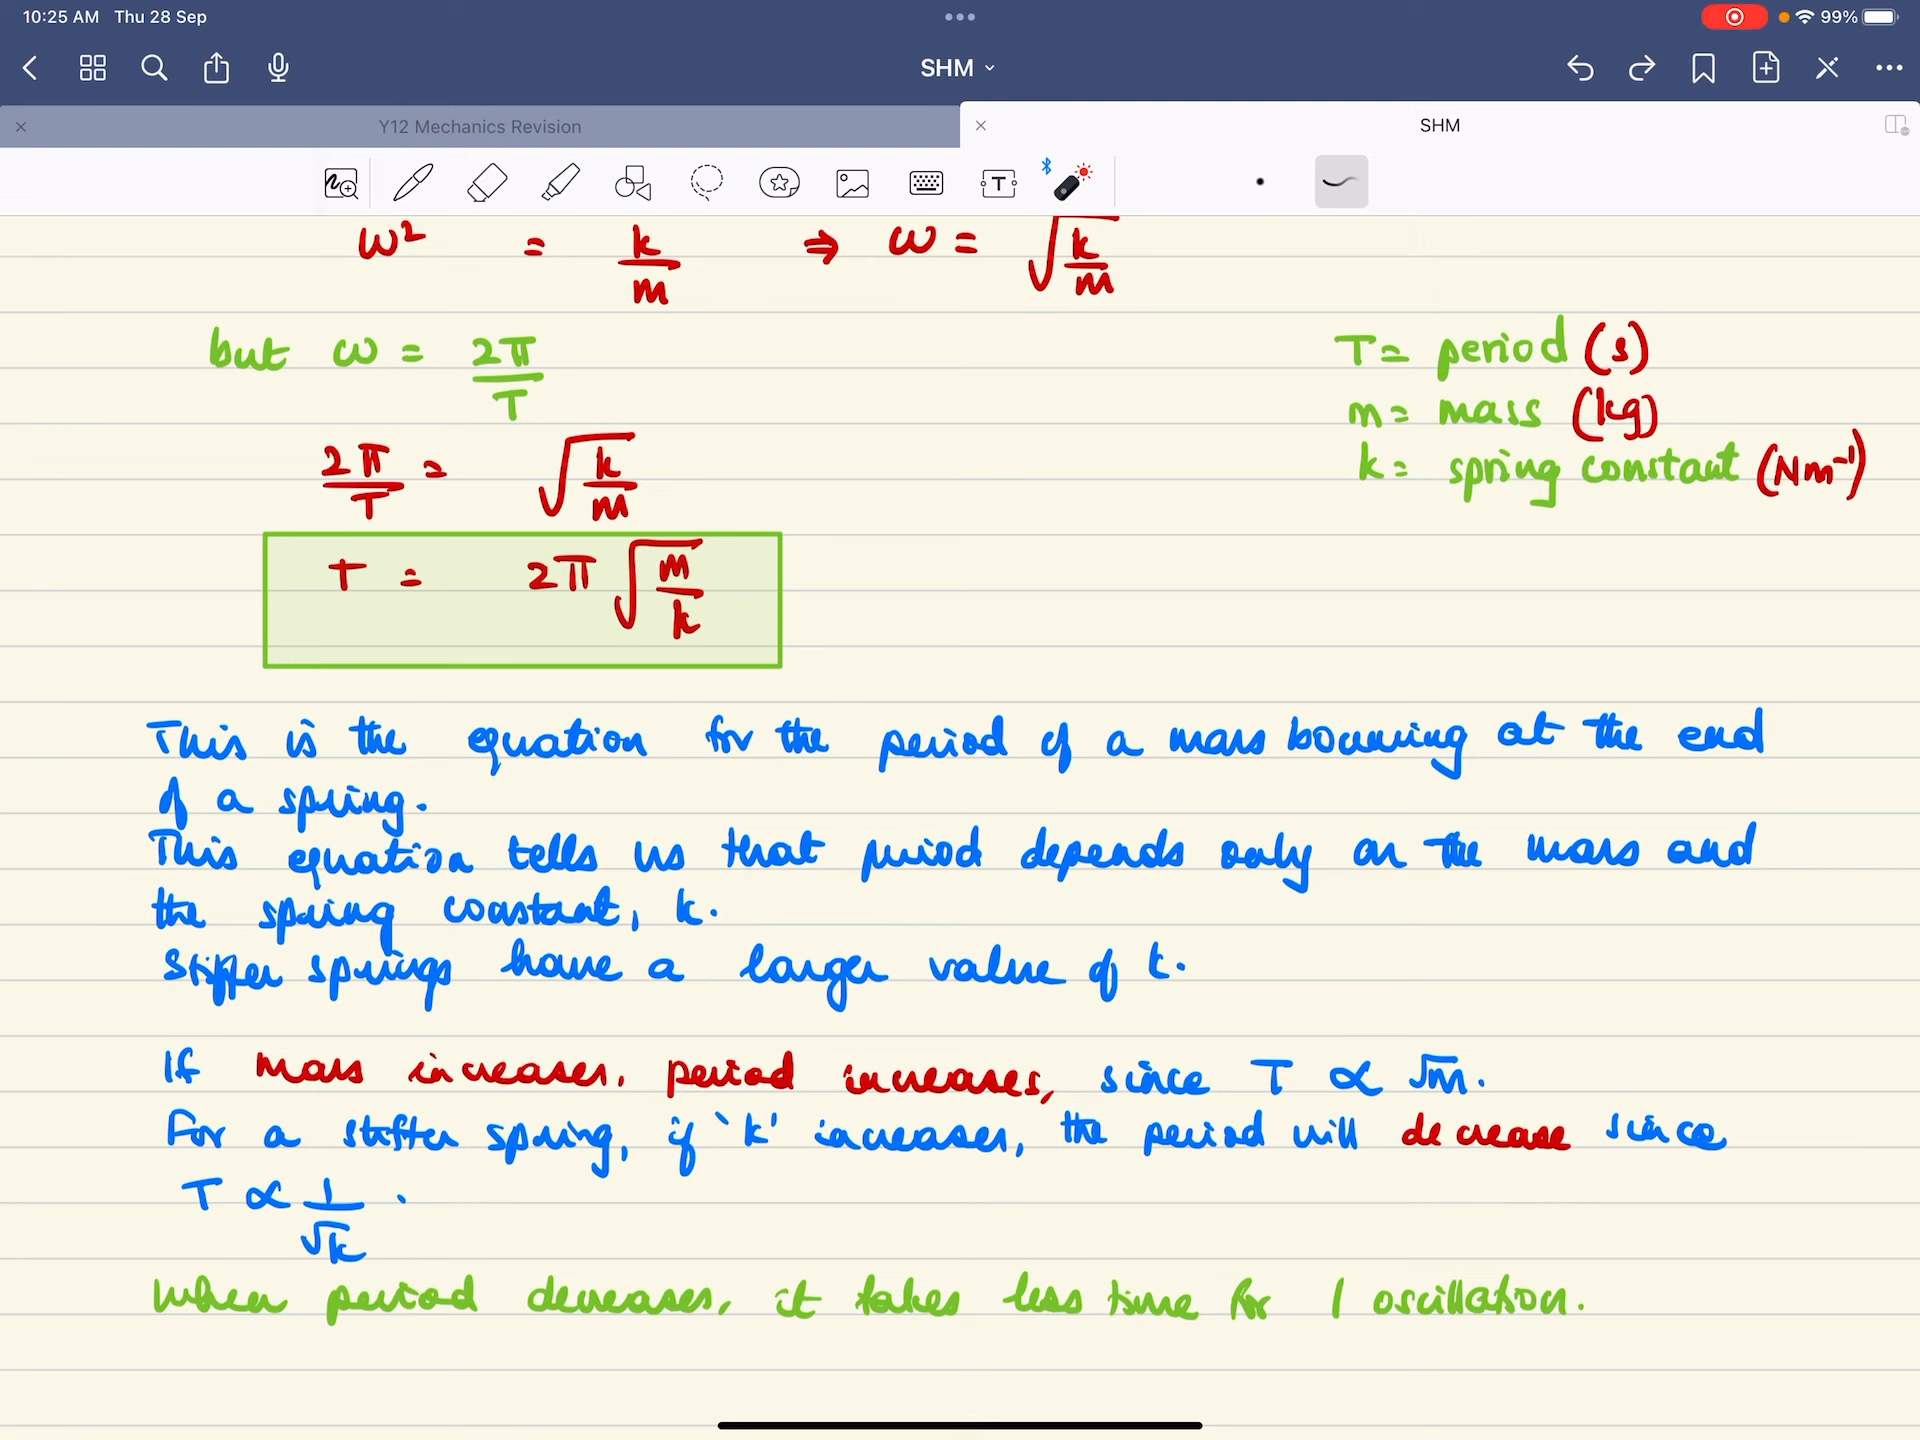 10:25 AM Thu 28 Sep
99%
SHM
Y12 Mechanics Revision
SHM
T
ω² = k/m ⇒ ω = √(k/m)
but ω = 2π/T
T = period (s)
m = mass (kg)
k = spring constant (Nm⁻¹)
2π/T = √(k/m)
T = 2π √(m/k)
This is the equation for the period of a mass bouncing at the end
of a spring.
This equation tells us that period depends only on the mass and
the spring constant, k.
Stiffer springs have a larger value of k.
If mass increases, period increases, since T ∝ √m.
For a stiffer spring, if 'k' increases, the period will decrease since
T ∝ 1/√k .
When period decreases, it takes less time for 1 oscillation.